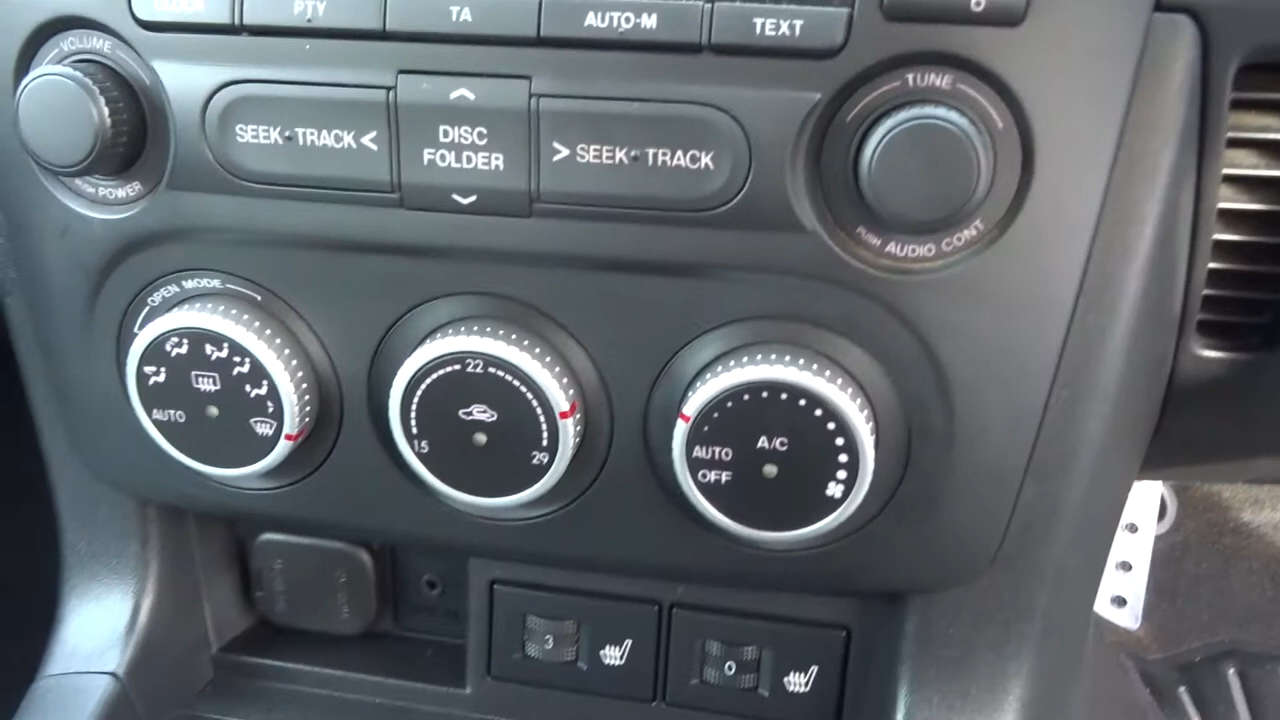 CLOCK
PTY
TA
AUTO-M
TEXT
VOLUME
PUSH POWER
SEEK·TRACK<
DISC
FOLDER
>SEEK·TRACK
TUNE
PUSH AUDIO CONT
OPEN MODE
AUTO
22
15
29
A/C
AUTO
OFF
3
0